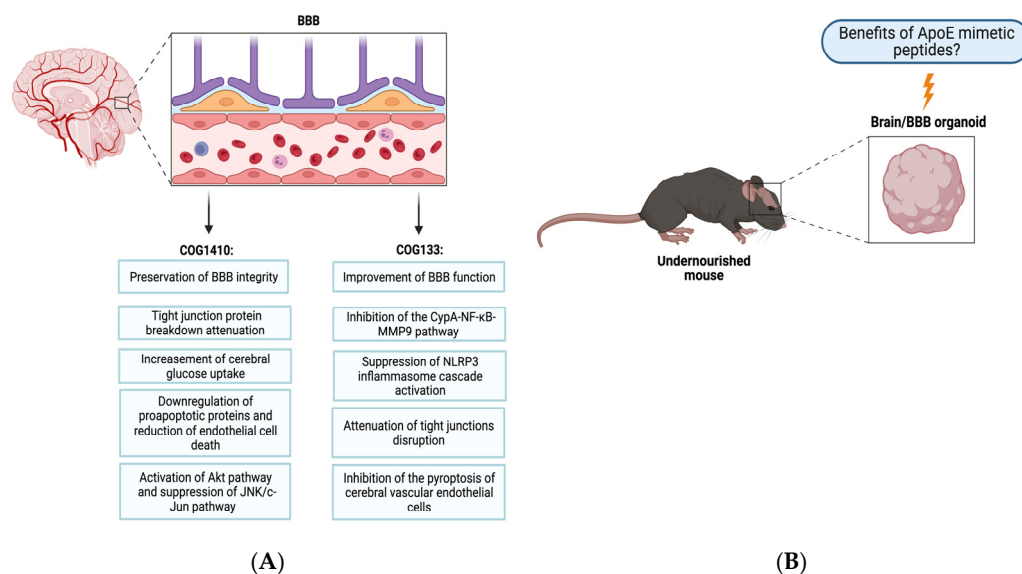 BBB
COG1410:
Preservation of BBB integrity
Tight junction protein
breakdown attenuation
Increasement of cerebral
glucose uptake
Downregulation of
proapoptotic proteins and
reduction of endothelial cell
death
Activation of Akt pathway
and suppression of JNK/c-
Jun pathway
COG133:
Improvement of BBB function
Inhibition of the CypA-NF-κB-
MMP9 pathway
Suppression of NLRP3
inflammasome cascade
activation
Attenuation of tight junctions
disruption
Inhibition of the pyroptosis of
cerebral vascular endothelial
cells
(A)
Benefits of ApoE mimetic
peptides?
Brain/BBB organoid
Undernourished
mouse
(B)